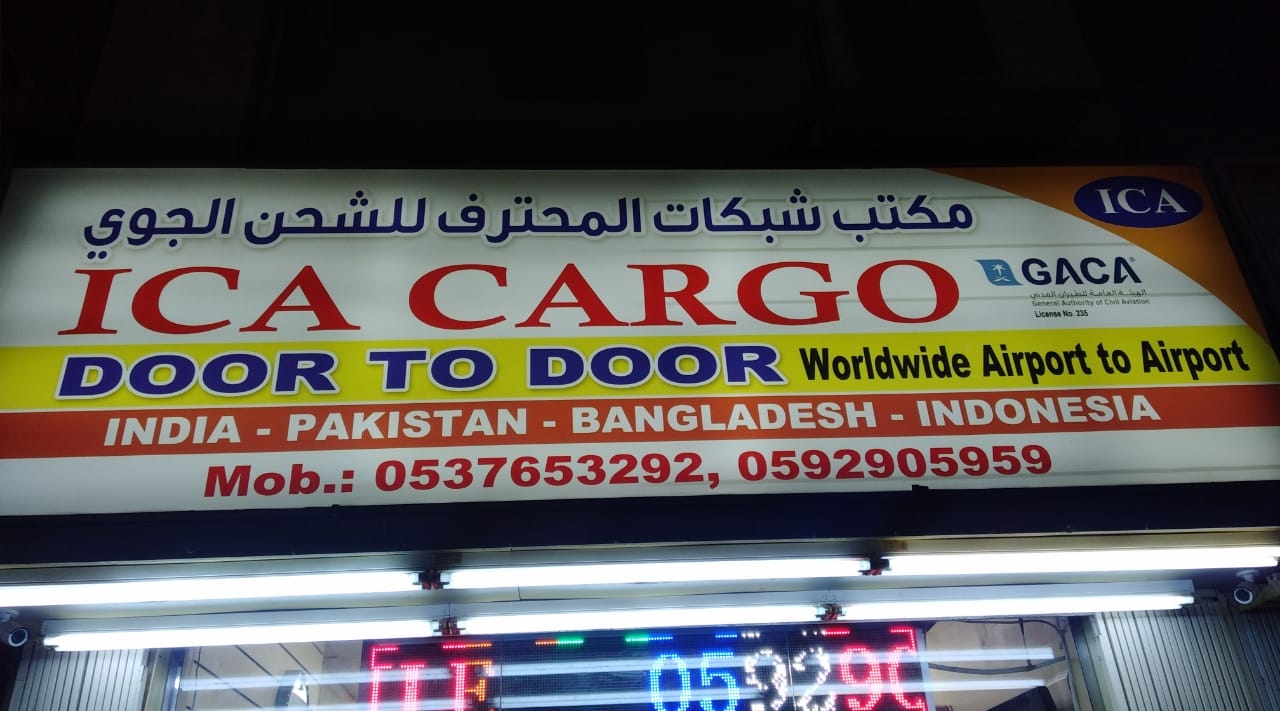 مكتب شبكات المحترف للشحن الجوي
ICA
ICA CARGO
GACA
الهيئة العامة للطيران المدني
General Authority of Civil Aviation
License No. 235
DOOR TO DOOR Worldwide Airport to Airport
INDIA - PAKISTAN - BANGLADESH - INDONESIA
Mob.: 0537653292, 0592905959